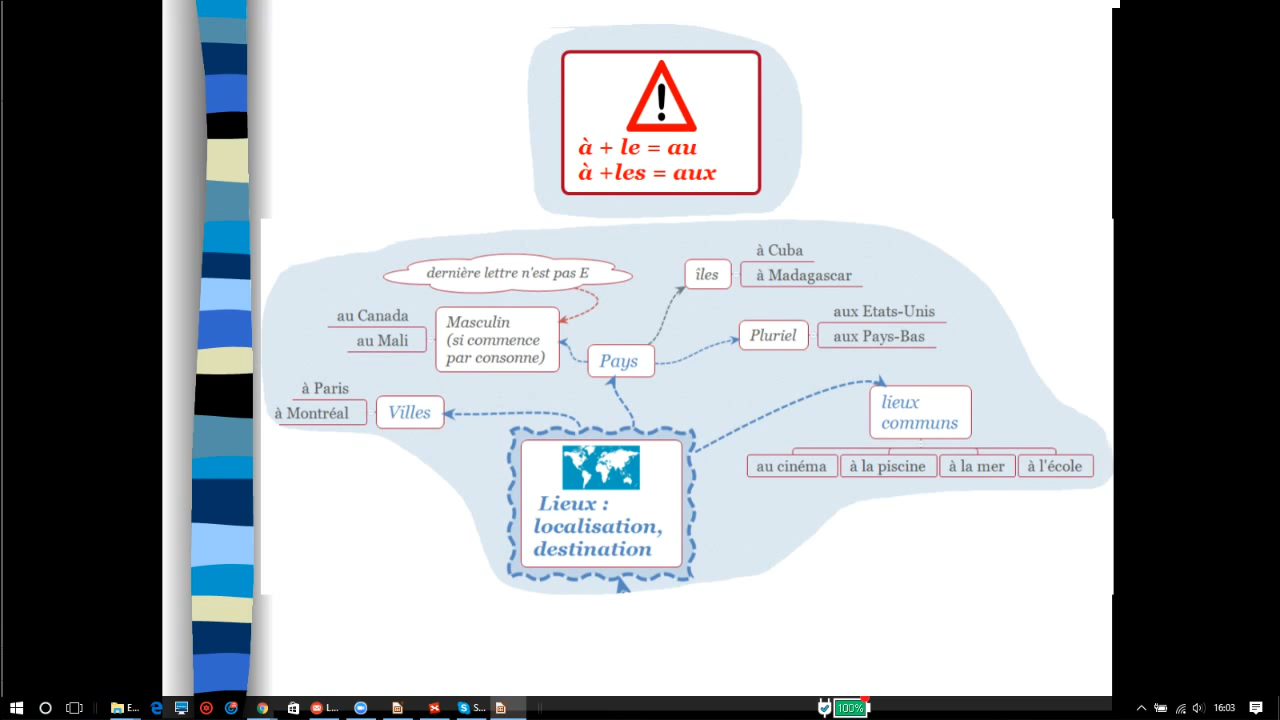 !
à + le = au
à +les = aux
dernière lettre n'est pas E
îles
à Cuba
à Madagascar
au Canada
au Mali
Masculin
(si commence
par consonne)
Pays
Pluriel
aux Etats-Unis
aux Pays-Bas
à Paris
à Montréal
Villes
lieux
communs
au cinéma
à la piscine
à la mer
à l'école
Lieux :
localisation,
destination
E...
L...
S...
100%
16:03